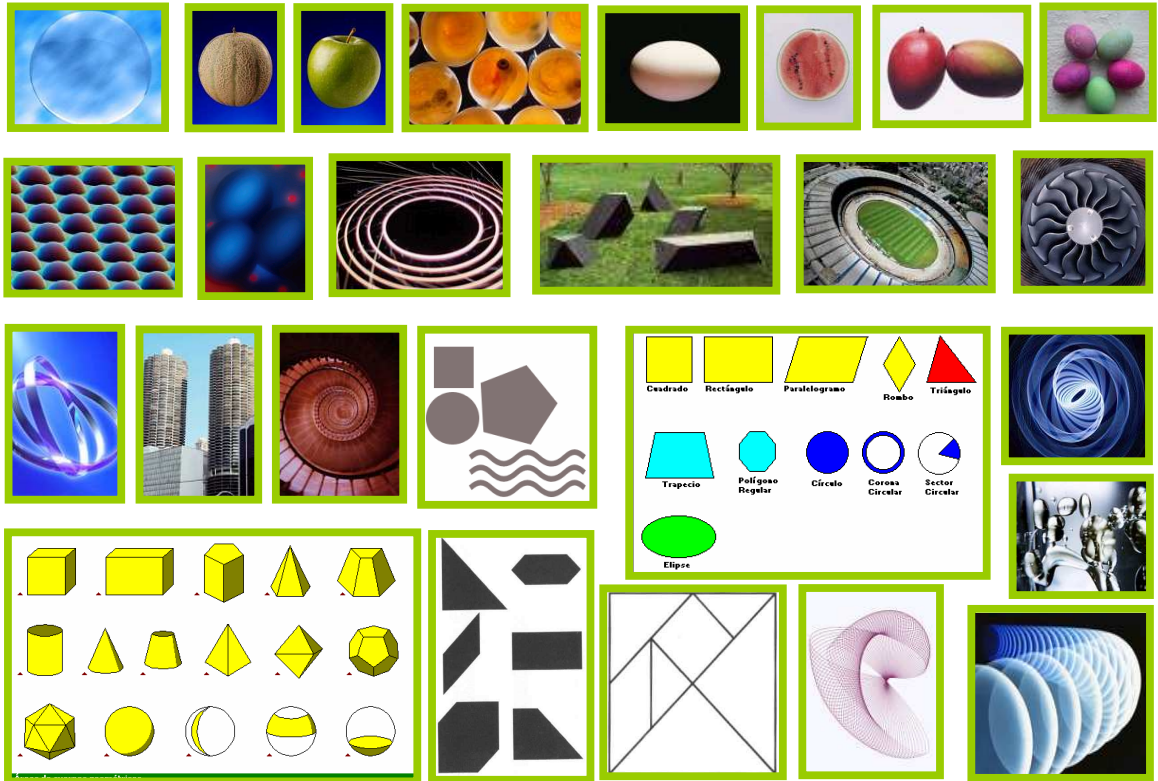 Cuadrado Rectángulo Paralelogramo Rombo Triángulo
Trapecio Polígono Regular Círculo Corona Circular Sector Circular
Elipse